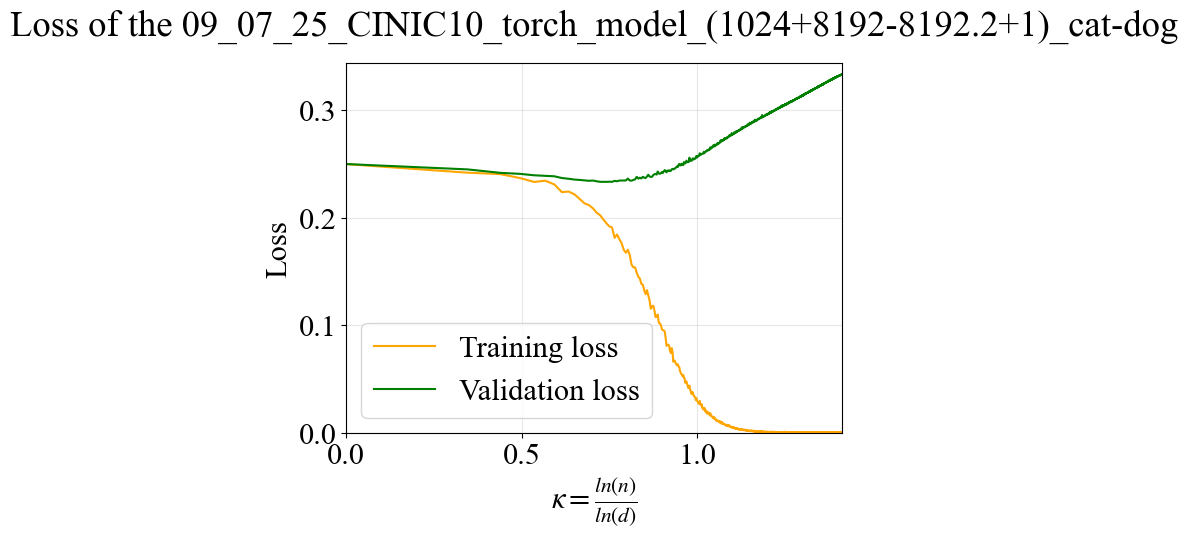 Loss of the 09_07_25_CINIC10_torch_model_(1024+8192-8192.2+1)_cat-dog
Loss
0.3
0.2
0.1
0.0
Training loss
Validation loss
0.0 0.5 1.0
κ = ln(n) / ln(d)